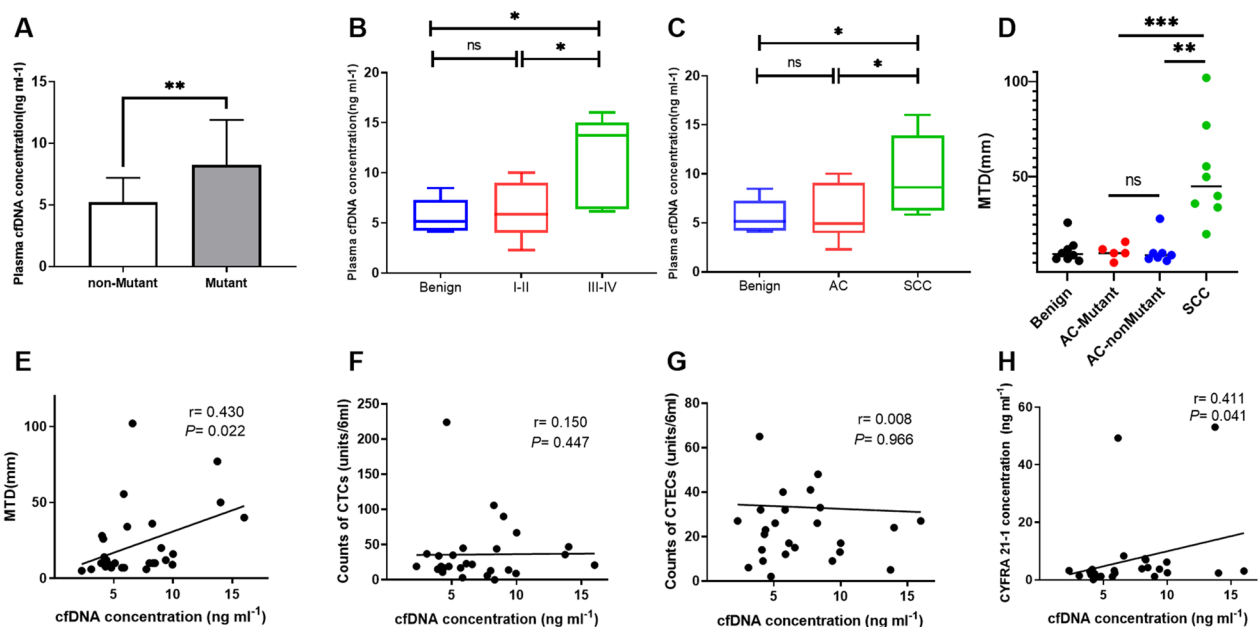 A
Plasma cfDNA concentration(ng ml-1)
15
10
5
0
**
non-Mutant
Mutant
B
Plasma cfDNA concentration(ng ml-1)
20
15
10
5
0
*
ns
*
Benign
I-II
III-IV
C
Plasma cfDNA concentration(ng ml-1)
20
15
10
5
0
*
ns
*
Benign
AC
SCC
D
MTD(mm)
100
50
***
**
ns
Benign
AC-Mutant
AC-nonMutant
SCC
E
MTD(mm)
100
50
0
r= 0.430
P= 0.022
5
10
15
cfDNA concentration (ng ml-1)
F
Counts of CTCs (units/6ml)
250
200
150
100
50
0
r= 0.150
P= 0.447
5
10
15
cfDNA concentration (ng ml-1)
G
Counts of CTECs (units/6ml)
80
60
40
20
0
r= 0.008
P= 0.966
5
10
15
cfDNA concentration (ng ml-1)
H
CYFRA 21-1 concentration (ng ml-1)
60
40
20
0
r= 0.411
P= 0.041
5
10
15
cfDNA concentration (ng ml-1)